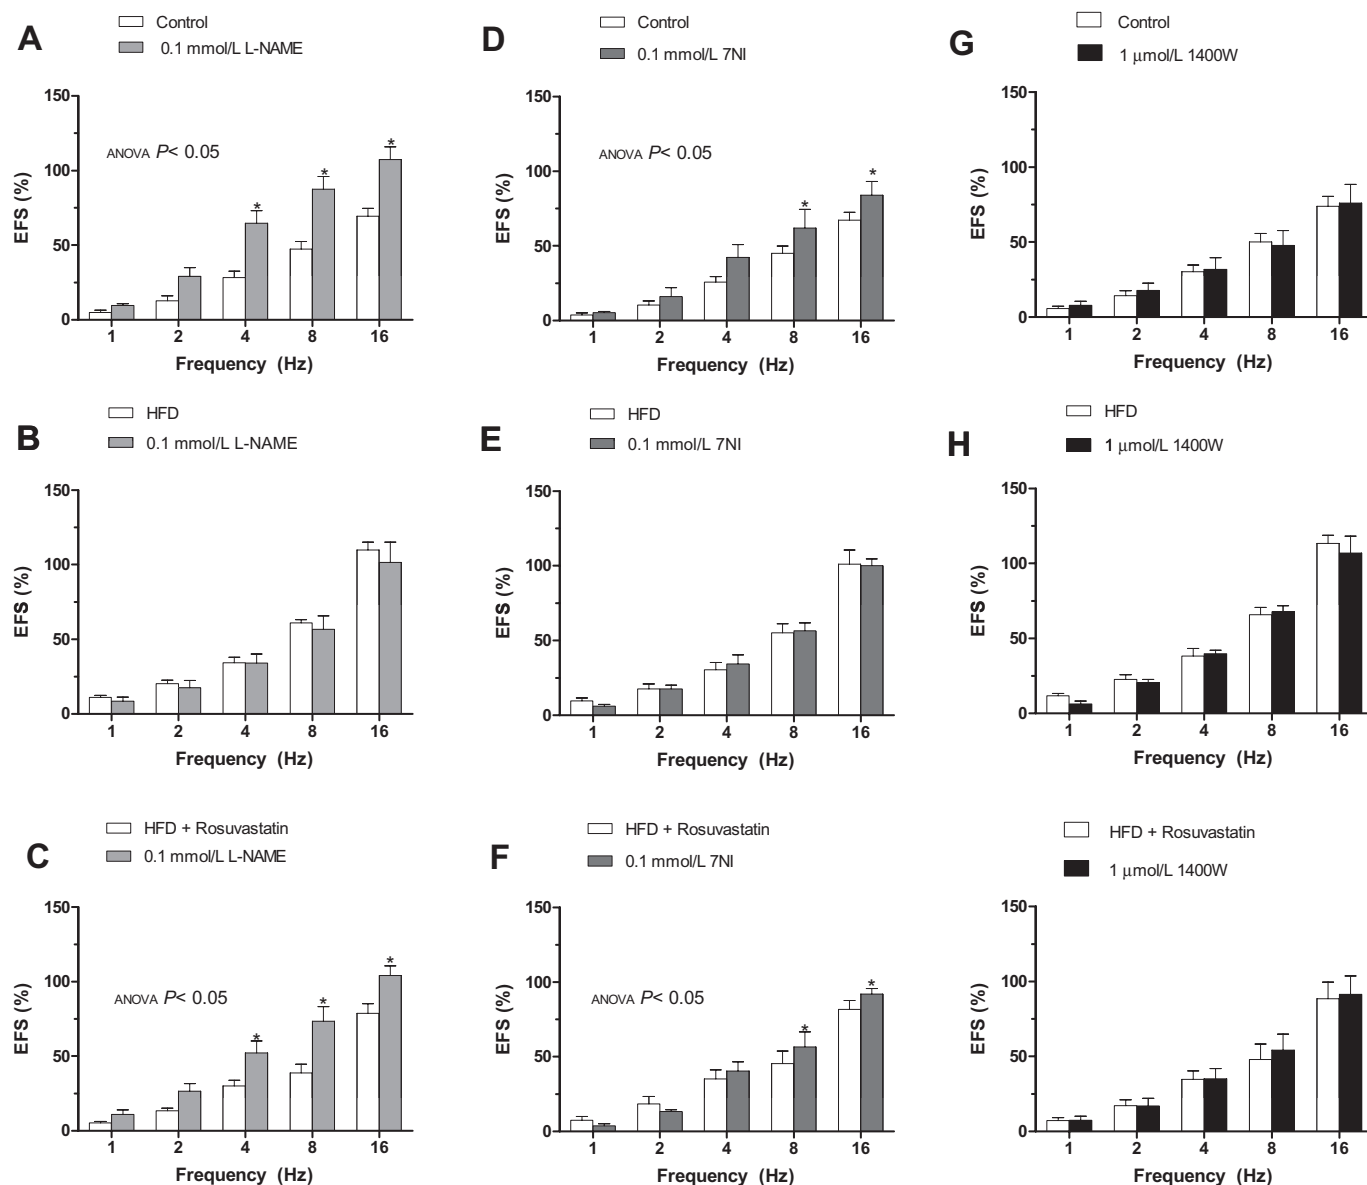 A
Control
0.1 mmol/L L-NAME
150
100
50
0
EFS (%)
ANOVA P< 0.05
*
*
*
1 2 4 8 16
Frequency (Hz)
D
Control
0.1 mmol/L 7NI
150
100
50
0
EFS (%)
ANOVA P< 0.05
*
*
1 2 4 8 16
Frequency (Hz)
G
Control
1 μmol/L 1400W
150
100
50
0
EFS (%)
1 2 4 8 16
Frequency (Hz)
B
HFD
0.1 mmol/L L-NAME
150
100
50
0
EFS (%)
1 2 4 8 16
Frequency (Hz)
E
HFD
0.1 mmol/L 7NI
150
100
50
0
EFS (%)
1 2 4 8 16
Frequency (Hz)
H
HFD
1 μmol/L 1400W
150
100
50
0
EFS (%)
1 2 4 8 16
Frequency (Hz)
C
HFD + Rosuvastatin
0.1 mmol/L L-NAME
150
100
50
0
EFS (%)
ANOVA P< 0.05
*
*
*
1 2 4 8 16
Frequency (Hz)
F
HFD + Rosuvastatin
0.1 mmol/L 7NI
150
100
50
0
EFS (%)
ANOVA P< 0.05
*
*
1 2 4 8 16
Frequency (Hz)
HFD + Rosuvastatin
1 μmol/L 1400W
150
100
50
0
EFS (%)
1 2 4 8 16
Frequency (Hz)